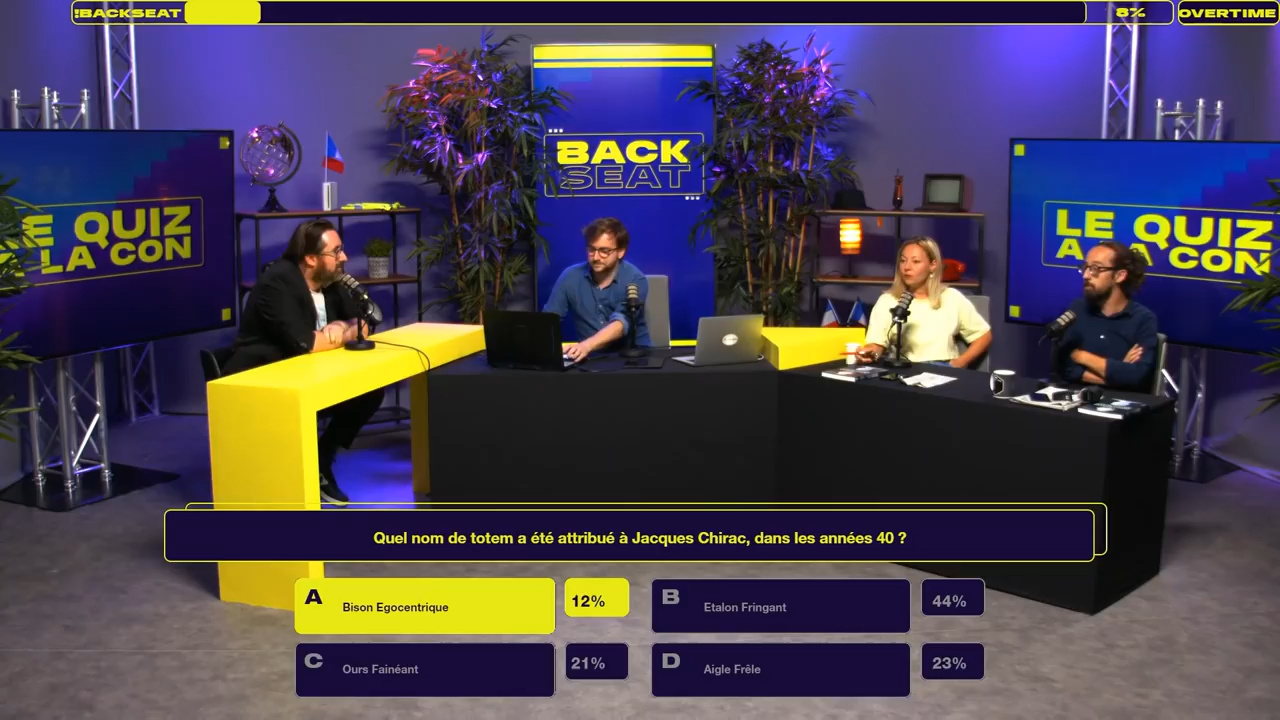 !BACKSEAT
8%
OVERTIME
BACK
SEAT
LE QUIZ
A LA CON
LE QUIZ
A LA CON
Quel nom de totem a été attribué à Jacques Chirac, dans les années 40 ?
A
Bison Egocentrique
12%
B
Etalon Fringant
44%
C
Ours Fainéant
21%
D
Aigle Frêle
23%